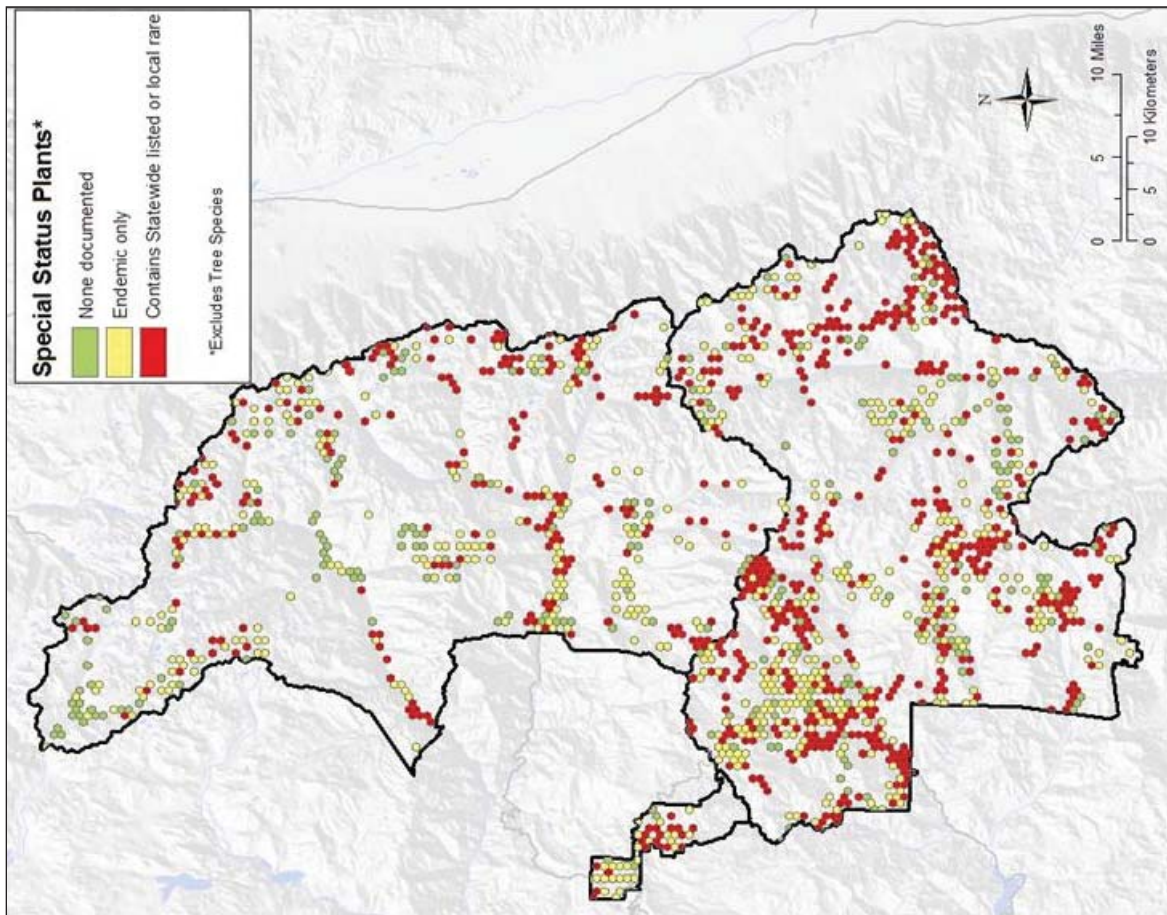 Special Status Plants*
None documented
Endemic only
Contains Statewide listed or local rare
*Excludes Tree Species
N
0 5 10 Miles
0 5 10 Kilometers